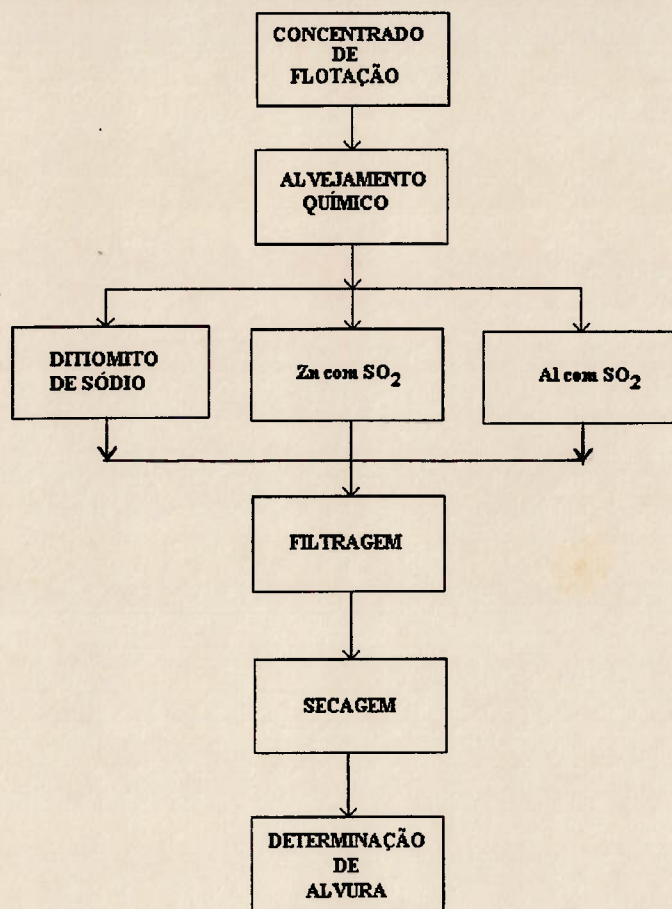 CONCENTRADO
DE
FLOTAÇÃO
ALVEJAMENTO
QUÍMICO
DITIOMITO
DE SÓDIO
Zn com SO2
Al com SO2
FILTRAGEM
SECAGEM
DETERMINAÇÃO
DE
ALVURA